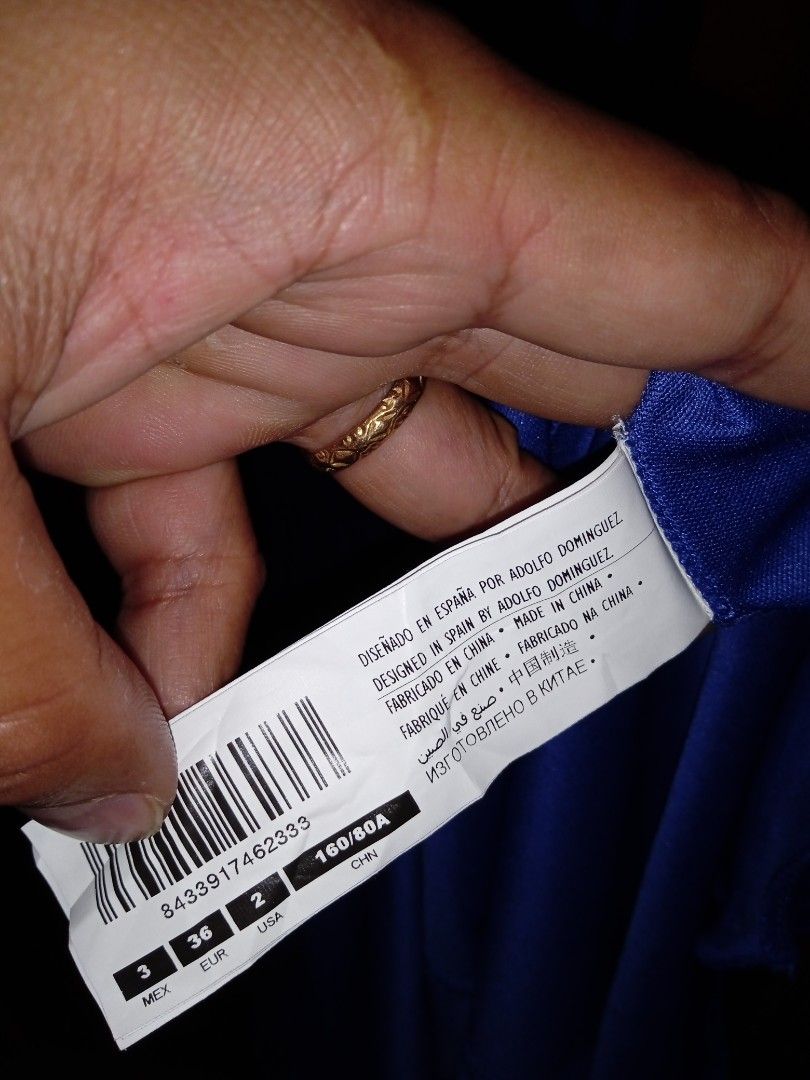 DISEÑADO EN ESPAÑA POR ADOLFO DOMINGUEZ
DESIGNED IN SPAIN BY ADOLFO DOMINGUEZ
FABRICADO EN CHINA • MADE IN CHINA •
FABRIQUÉ EN CHINE • FABRICADO NA CHINA •
صنع في الصين • 中国制造 •
ИЗГОТОВЛЕНО В КИТАЕ •
8433917462333
3 36 2 160/80A
MEX EUR USA CHN